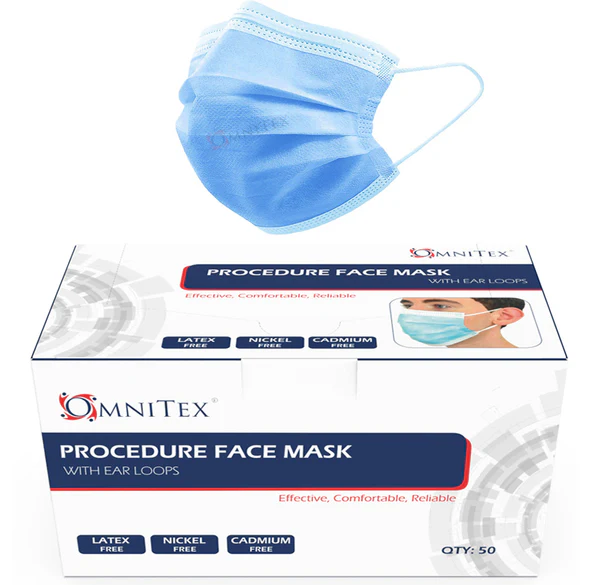 OMNITEX®
PROCEDURE FACE MASK
WITH EAR LOOPS
Effective, Comfortable, Reliable
LATEX
FREE
NICKEL
FREE
CADMIUM
FREE
OMNITEX®
PROCEDURE FACE MASK
WITH EAR LOOPS
Effective, Comfortable, Reliable
LATEX
FREE
NICKEL
FREE
CADMIUM
FREE
QTY: 50